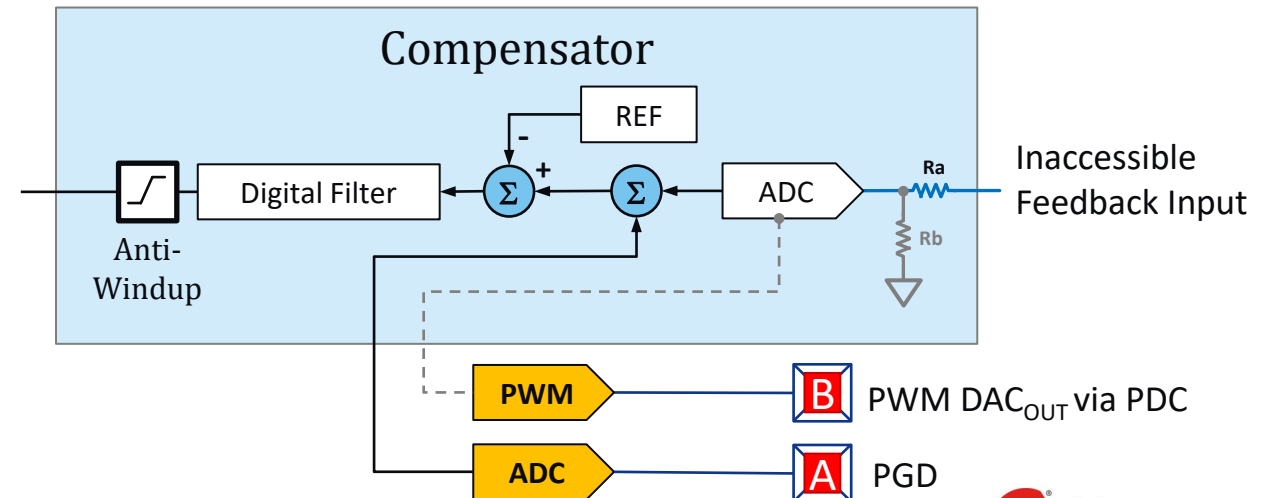 Compensator
REF
-
+
Ra
Inaccessible
Feedback Input
Digital Filter
Σ
Σ
ADC
Rb
Anti-
Windup
PWM
B
PWM DACOUT via PDC
ADC
A
PGD
®